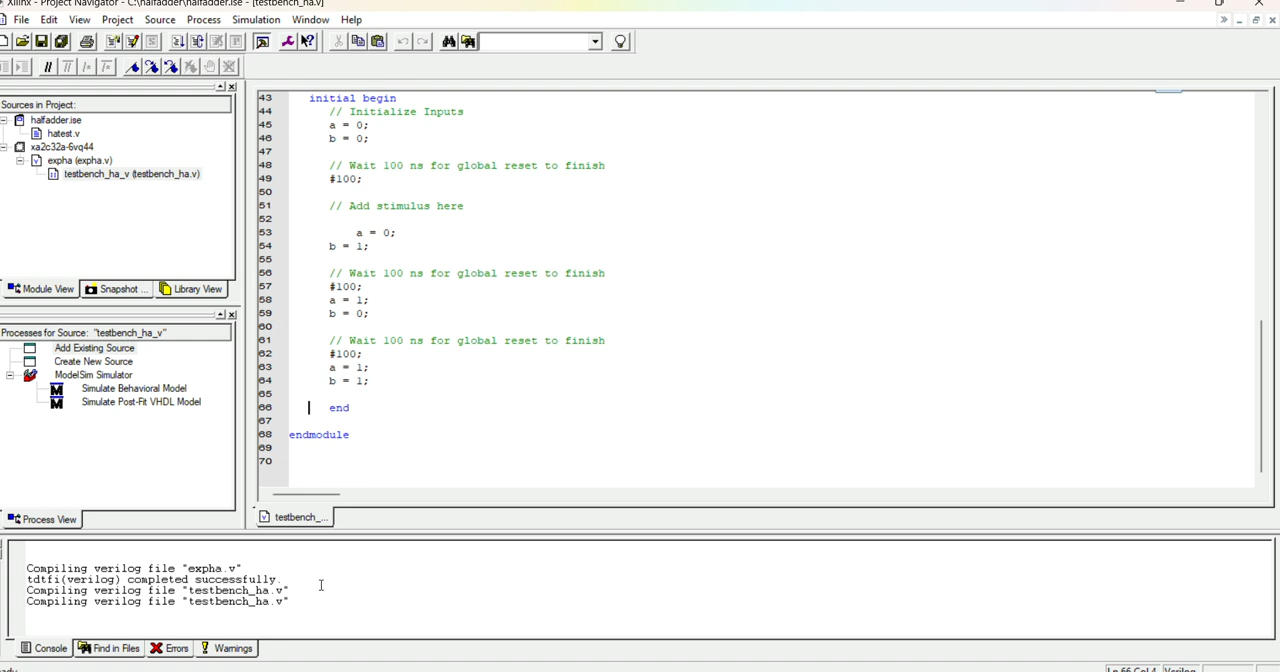 Xilinx - Project Navigator - C:\halfadder\halfadder.ise - [testbench_ha.v]
File Edit View Project Source Process Simulation Window Help
Sources in Project:
halfadder.ise
hatest.v
xa2c32a-6vq44
expha (expha.v)
testbench_ha_v (testbench_ha.v)
Module View Snapshot ... Library View
Processes for Source: "testbench_ha_v"
Add Existing Source
Create New Source
ModelSim Simulator
Simulate Behavioral Model
Simulate Post-Fit VHDL Model
Process View
43 initial begin
44 // Initialize Inputs
45 a = 0;
46 b = 0;
47
48 // Wait 100 ns for global reset to finish
49 #100;
50
51 // Add stimulus here
52
53 a = 0;
54 b = 1;
55
56 // Wait 100 ns for global reset to finish
57 #100;
58 a = 1;
59 b = 0;
60
61 // Wait 100 ns for global reset to finish
62 #100;
63 a = 1;
64 b = 1;
65
66 end
67
68 endmodule
69
70
testbench_...
Compiling verilog file "expha.v"
tdtfi(verilog) completed successfully.
Compiling verilog file "testbench_ha.v"
Compiling verilog file "testbench_ha.v"
Console Find in Files Errors Warnings
Ln 66 Col 4 Verilog